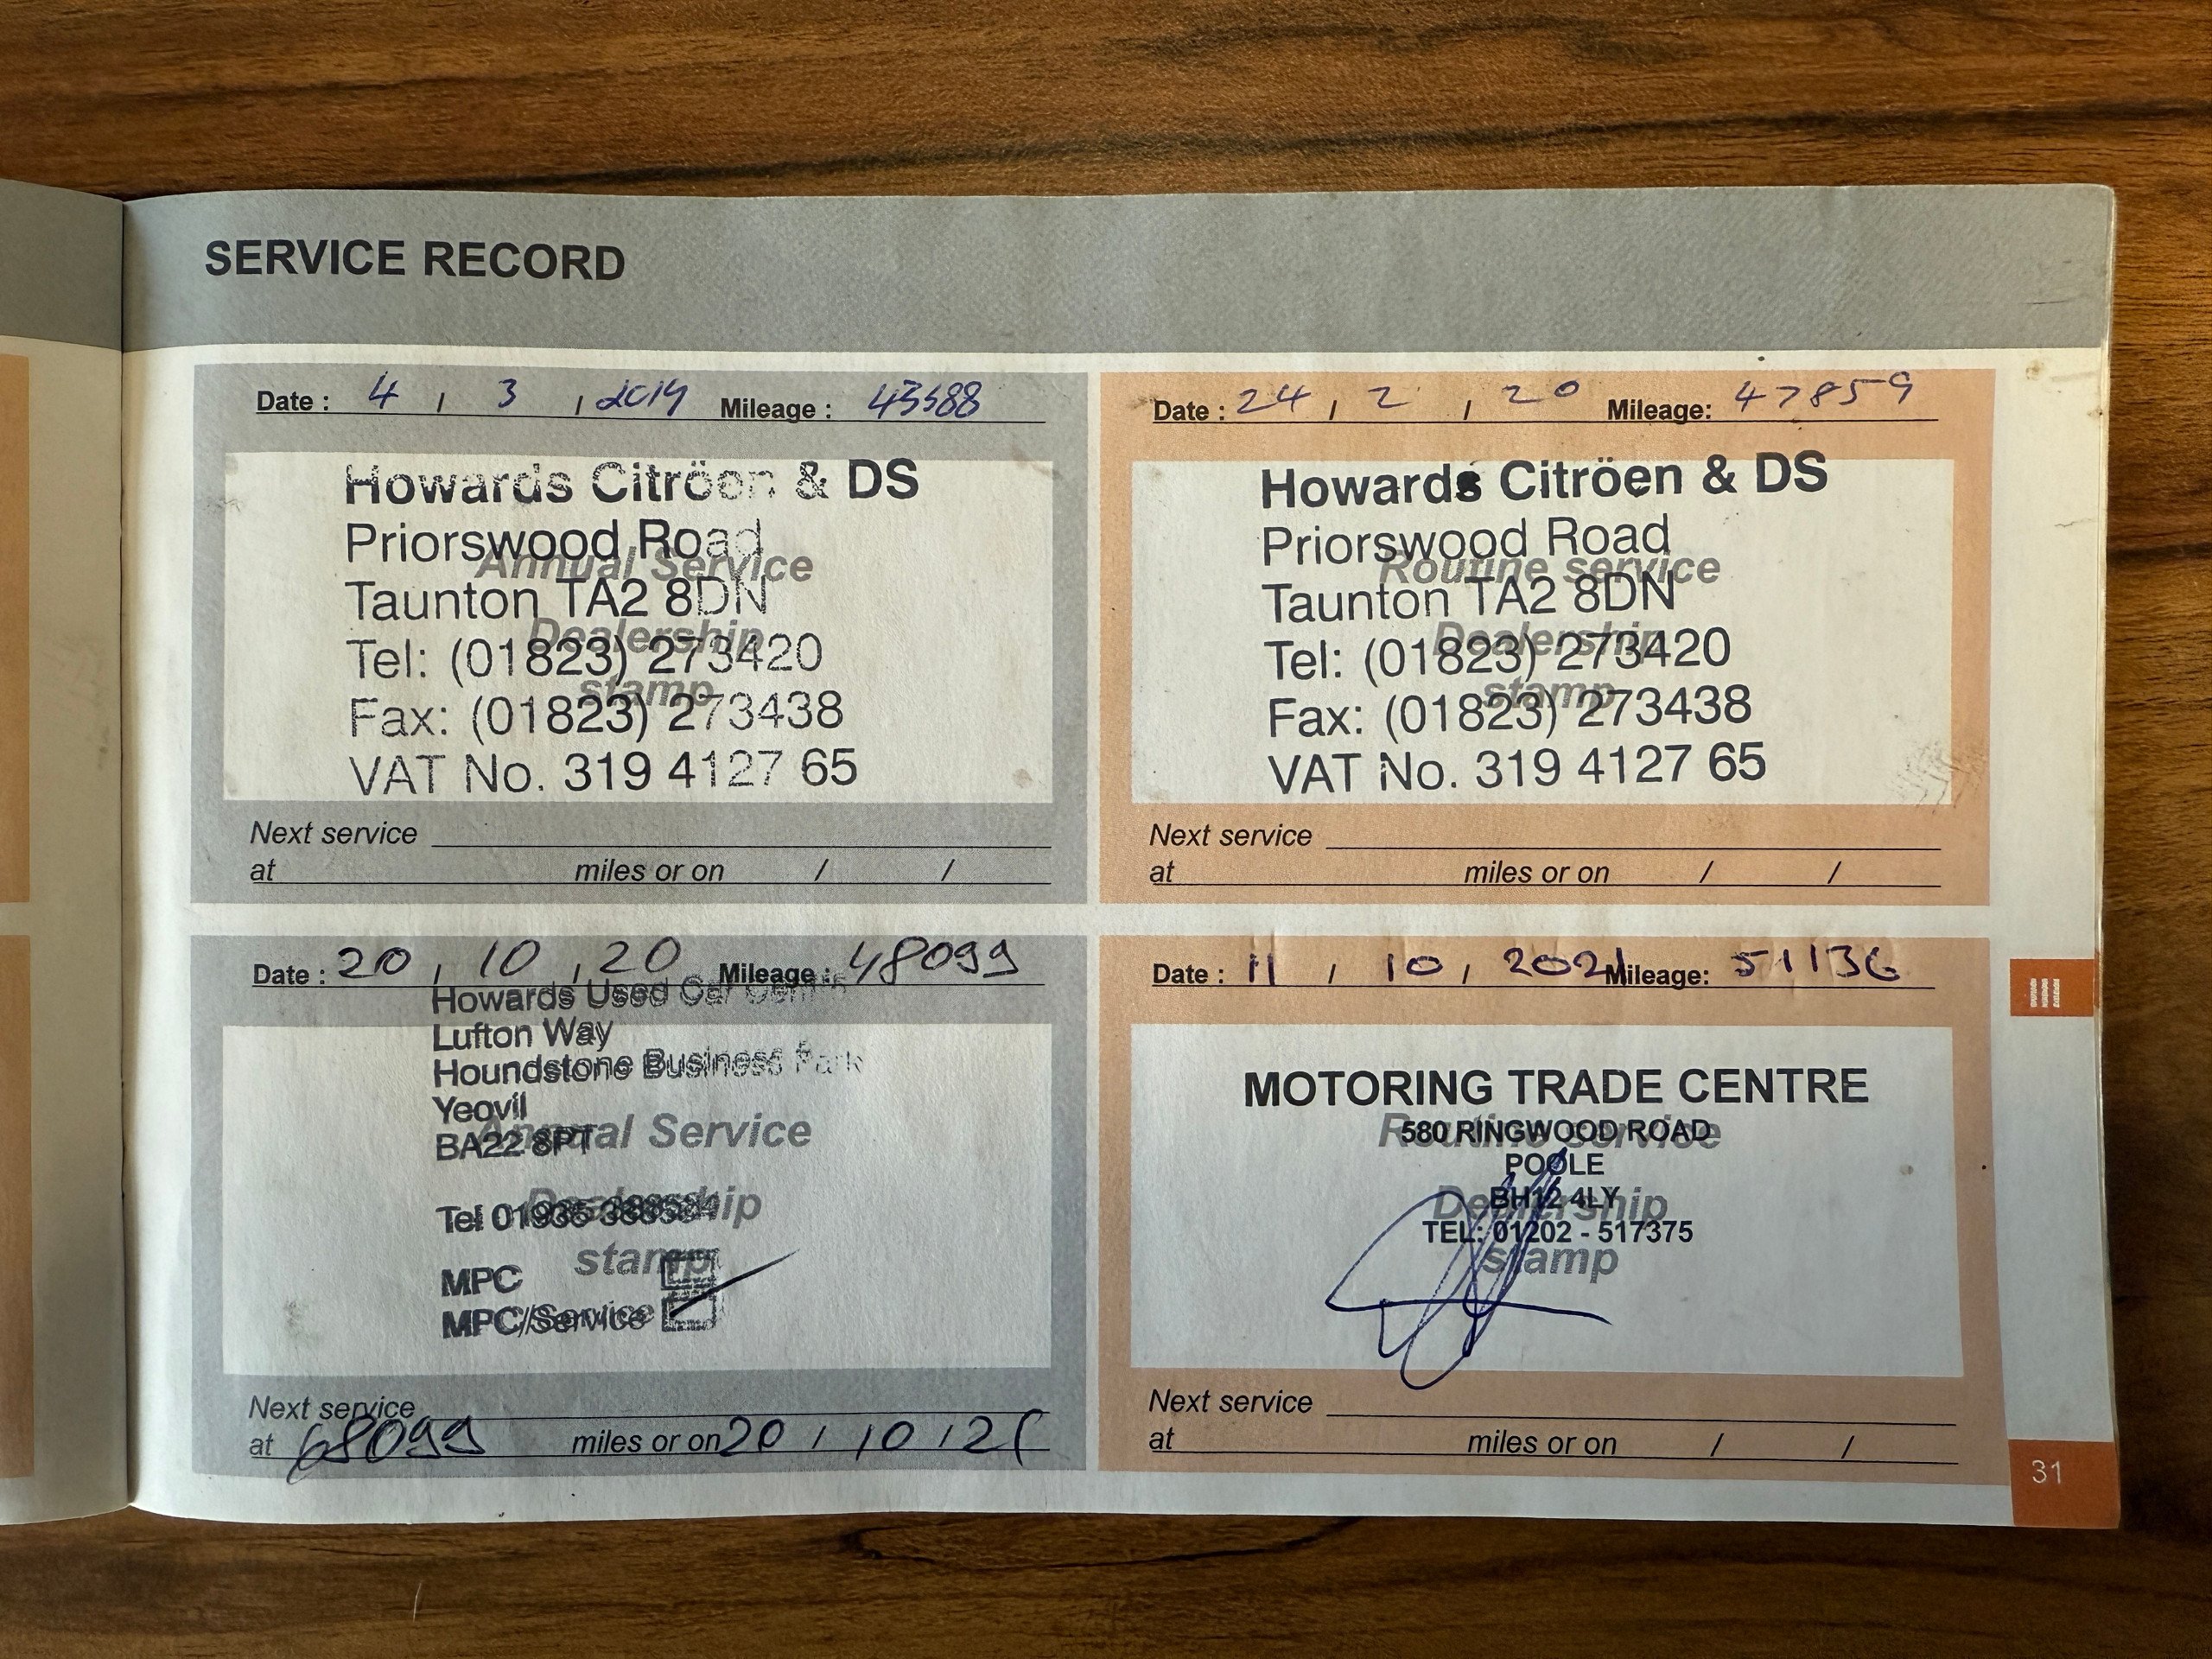 SERVICE RECORD
Date : 4 / 3 / 2019 Mileage : 43588
Howards Citröen & DS
Priorswood Road
Annual Service
Taunton TA2 8DN
Dealership
Tel: (01823) 273420
stamp
Fax: (01823) 273438
VAT No. 319 4127 65
Next service
at miles or on / /
Date : 24 / 2 / 20 Mileage: 47859
Howards Citröen & DS
Priorswood Road
Routine service
Taunton TA2 8DN
Dealership
Tel: (01823) 273420
stamp
Fax: (01823) 273438
VAT No. 319 4127 65
Next service
at miles or on / /
Date : 20 / 10 / 20 Mileage : 48099
Howards Used Car Centre
Lufton Way
Houndstone Business Park
Yeovil
Annual Service
BA22 8PT
Dealership
Tel 01935
stamp
MPC
MPC/Service
Next service
at 68099 miles or on 20 / 10 / 21
Date : 11 / 10 / 2021 Mileage: 51136
MOTORING TRADE CENTRE
Routine service
580 RINGWOOD ROAD
POOLE
BH12 4LY
Dealership
TEL: 01202 - 517375
stamp
Next service
at miles or on / /
31